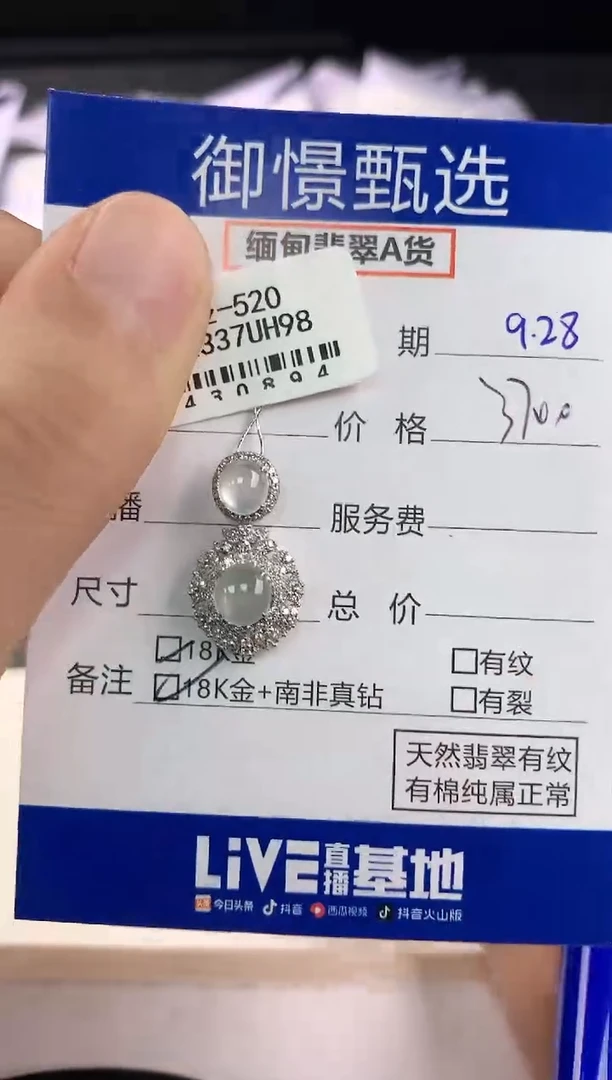 御憬甄选
缅甸翡翠A货
-520
337UH98
430894
期 9.28
价 格 3700
播
服务费
尺寸
总 价
备注
18K金
有纹
18K金+南非真钻
有裂
天然翡翠有纹
有棉纯属正常
LiVE直播基地
头条 今日头条 抖音 西瓜视频 抖音火山版